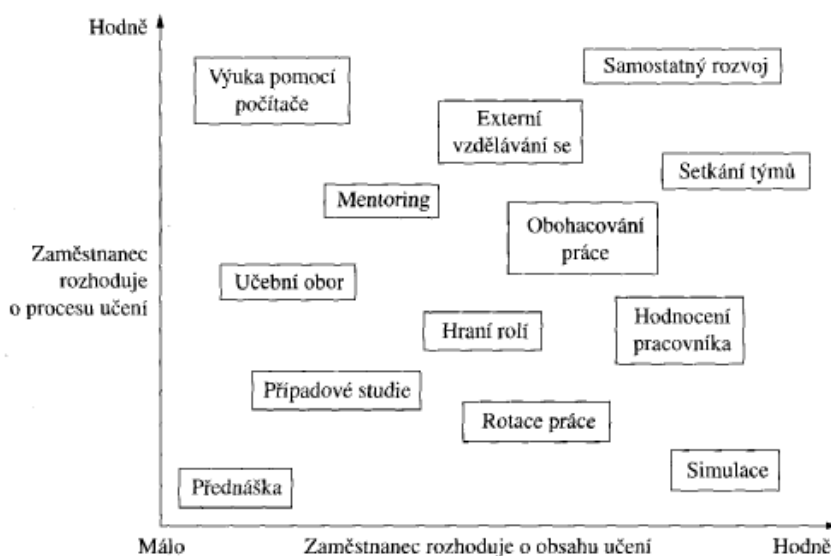 Hodně
Samostatný rozvoj
Výuka pomocí
počítače
Externí
vzdělávání se
Setkání týmů
Mentoring
Obohacování
práce
Zaměstnanec
rozhoduje
o procesu učení
Učební obor
Hraní rolí
Hodnocení
pracovníka
Případové studie
Rotace práce
Simulace
Přednáška
Málo
Zaměstnanec rozhoduje o obsahu učení
Hodně